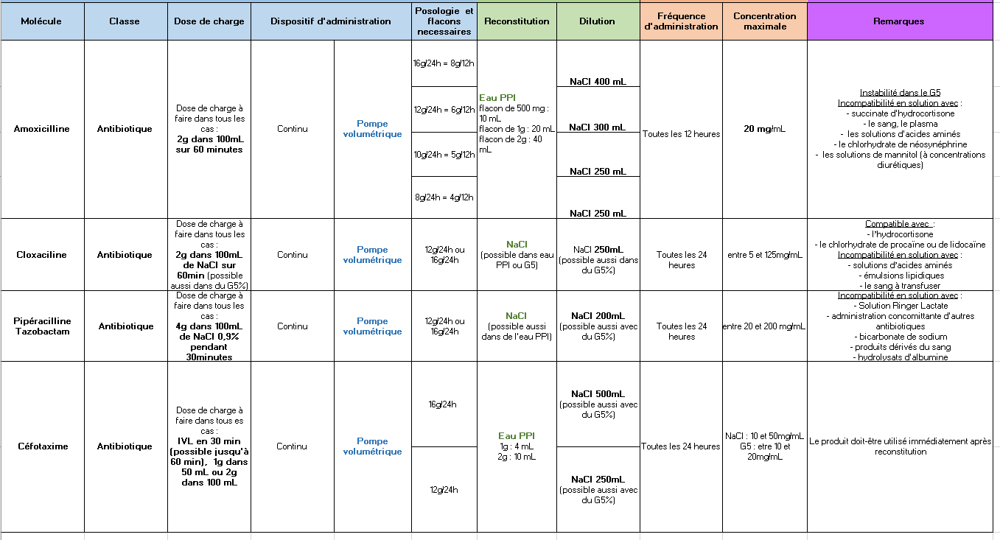 Molécule
Classe
Dose de charge
Dispositif d'administration
Posologie et
flacons
necessaires
Reconstitution
Dilution
Fréquence
d'administration
Concentration
maximale
Remarques
Amoxicilline
Antibiotique
Dose de charge à
faire dans tous les
cas :
2g dans 100mL
sur 60 minutes
Continu
Pompe
volumétrique
16g/24h = 8g/12h
12g/24h = 6g/12h
10g/24h = 5g/12h
8g/24h = 4g/12h
Eau PPI
flacon de 500 mg :
10 mL
flacon de 1g : 20 mL
flacon de 2g : 40
mL
NaCl 400 mL
NaCl 300 mL
NaCl 250 mL
NaCl 250 mL
Toutes les 12 heures
20 mg/mL
Instabilité dans le G5
Incompatibilité en solution avec :
- succinate d'hydrocortisone
- le sang, le plasma
- les solutions d'acides aminés
- le chlorhydrate de néosynéphrine
- les solutions de mannitol (à concentrations
diurétiques)
Cloxaciline
Antibiotique
Dose de charge à
faire dans tous les
cas :
2g dans 100mL
de NaCl sur
60min (possible
aussi dans du G5%)
Continu
Pompe
volumétrique
12g/24h ou
16g/24h
NaCl
(possible dans eau
PPI ou G5)
NaCl 250mL
(possible aussi dans
du G5%)
Toutes les 24
heures
entre 5 et 125mg/mL
Compatible avec :
- l'hydrocortisone
- le chlorhydrate de procaïne ou de lidocaïne
Incompatibilité en solution avec :
- solutions d'acides aminés
- émulsions lipidiques
- le sang à transfuser
Pipéracilline
Tazobactam
Antibiotique
Dose de charge à
faire dans tous les
cas :
4g dans 100mL
de NaCl 0,9%
pendant
30minutes
Continu
Pompe
volumétrique
12g/24h ou
16g/24h
NaCl
(possible aussi
dans de l'eau PPI)
NaCl 200mL
(possible aussi avec
du G5%)
Toutes les 24
heures
entre 20 et 200 mg/mL
Incompatibilité en solution avec :
- Solution Ringer Lactate
- administration concomittante d'autres
antibiotiques
- bicarbonate de sodium
- produits dérivés du sang
- hydrolysats d'albumine
Céfotaxime
Antibiotique
Dose de charge à
faire dans tous es
cas :
IVL en 30 min
(possible jusqu'à
60 min), 1g dans
50 mL ou 2g
dans 100 mL
Continu
Pompe
volumétrique
16g/24h
12g/24h
Eau PPI
1g : 4 mL
2g : 10 mL
NaCl 500mL
(possible aussi avec
du G5%)
NaCl 250mL
(possible aussi avec
du G5%)
Toutes les 24 heures
NaCl : 10 et 50mg/mL
G5 : etre 10 et
20mg/mL
Le produit doit-être utilisé immédiatement après
reconstitution